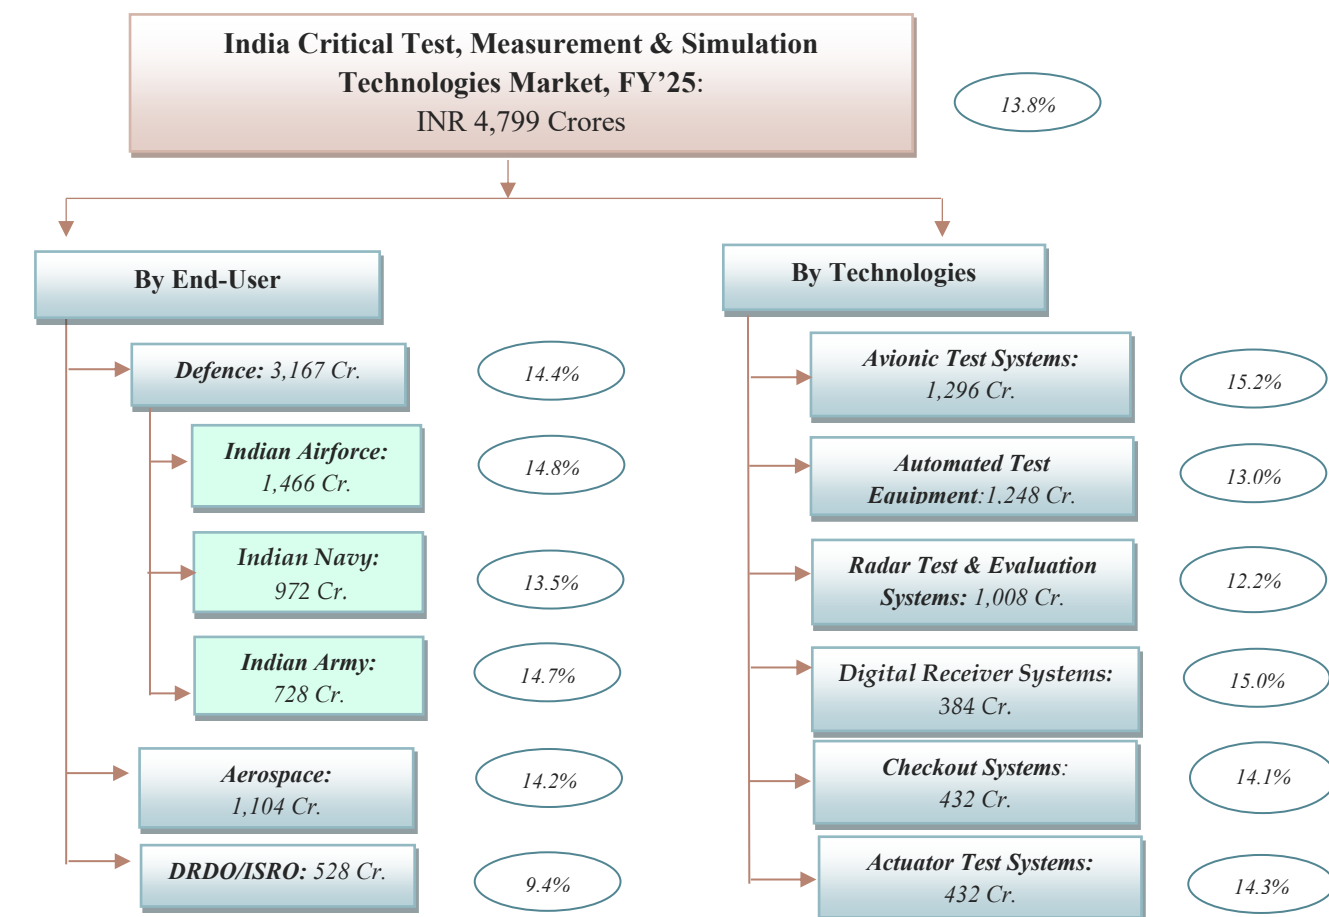 India Critical Test, Measurement & Simulation
Technologies Market, FY’25:
INR 4,799 Crores
13.8%
By End-User
Defence: 3,167 Cr.
14.4%
Indian Airforce:
1,466 Cr.
14.8%
Indian Navy:
972 Cr.
13.5%
Indian Army:
728 Cr.
14.7%
Aerospace:
1,104 Cr.
14.2%
DRDO/ISRO: 528 Cr.
9.4%
By Technologies
Avionic Test Systems:
1,296 Cr.
15.2%
Automated Test
Equipment:1,248 Cr.
13.0%
Radar Test & Evaluation
Systems: 1,008 Cr.
12.2%
Digital Receiver Systems:
384 Cr.
15.0%
Checkout Systems:
432 Cr.
14.1%
Actuator Test Systems:
432 Cr.
14.3%